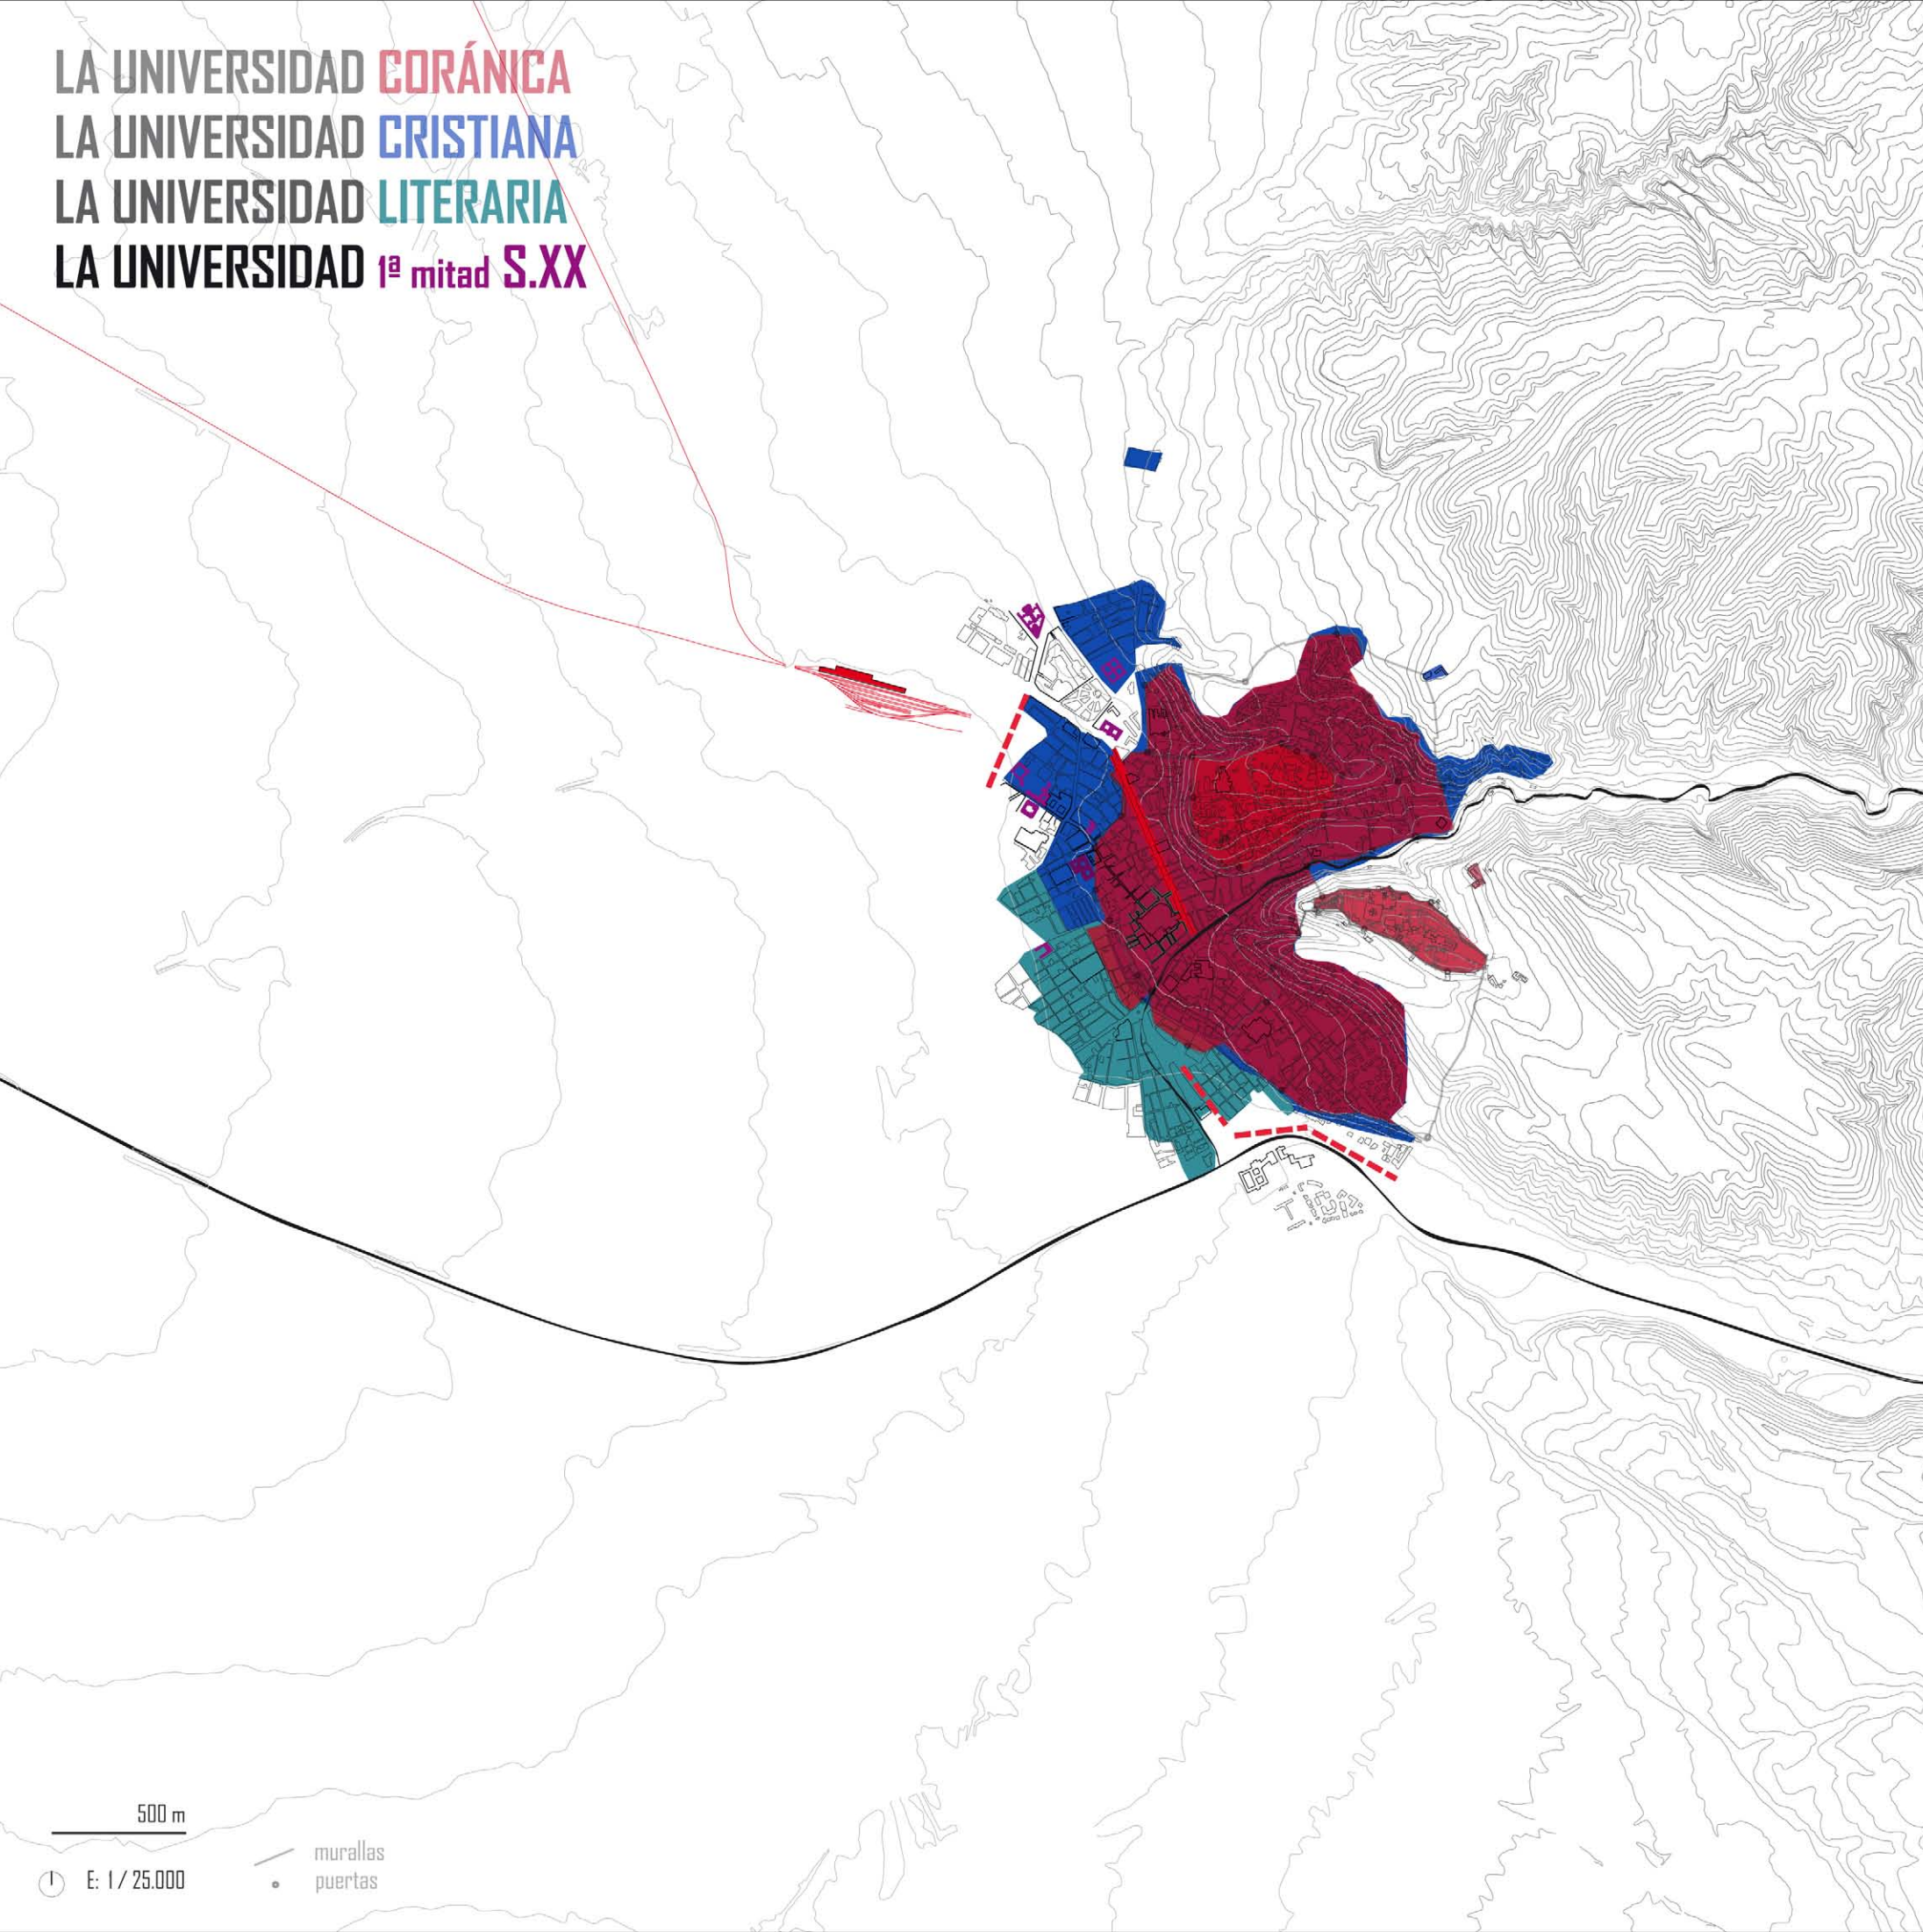 LA UNIVERSIDAD CORÁNICA
LA UNIVERSIDAD CRISTIANA
LA UNIVERSIDAD LITERARIA
LA UNIVERSIDAD 1ª mitad S.XX
500 m
E: 1 / 25.000
murallas
puertas